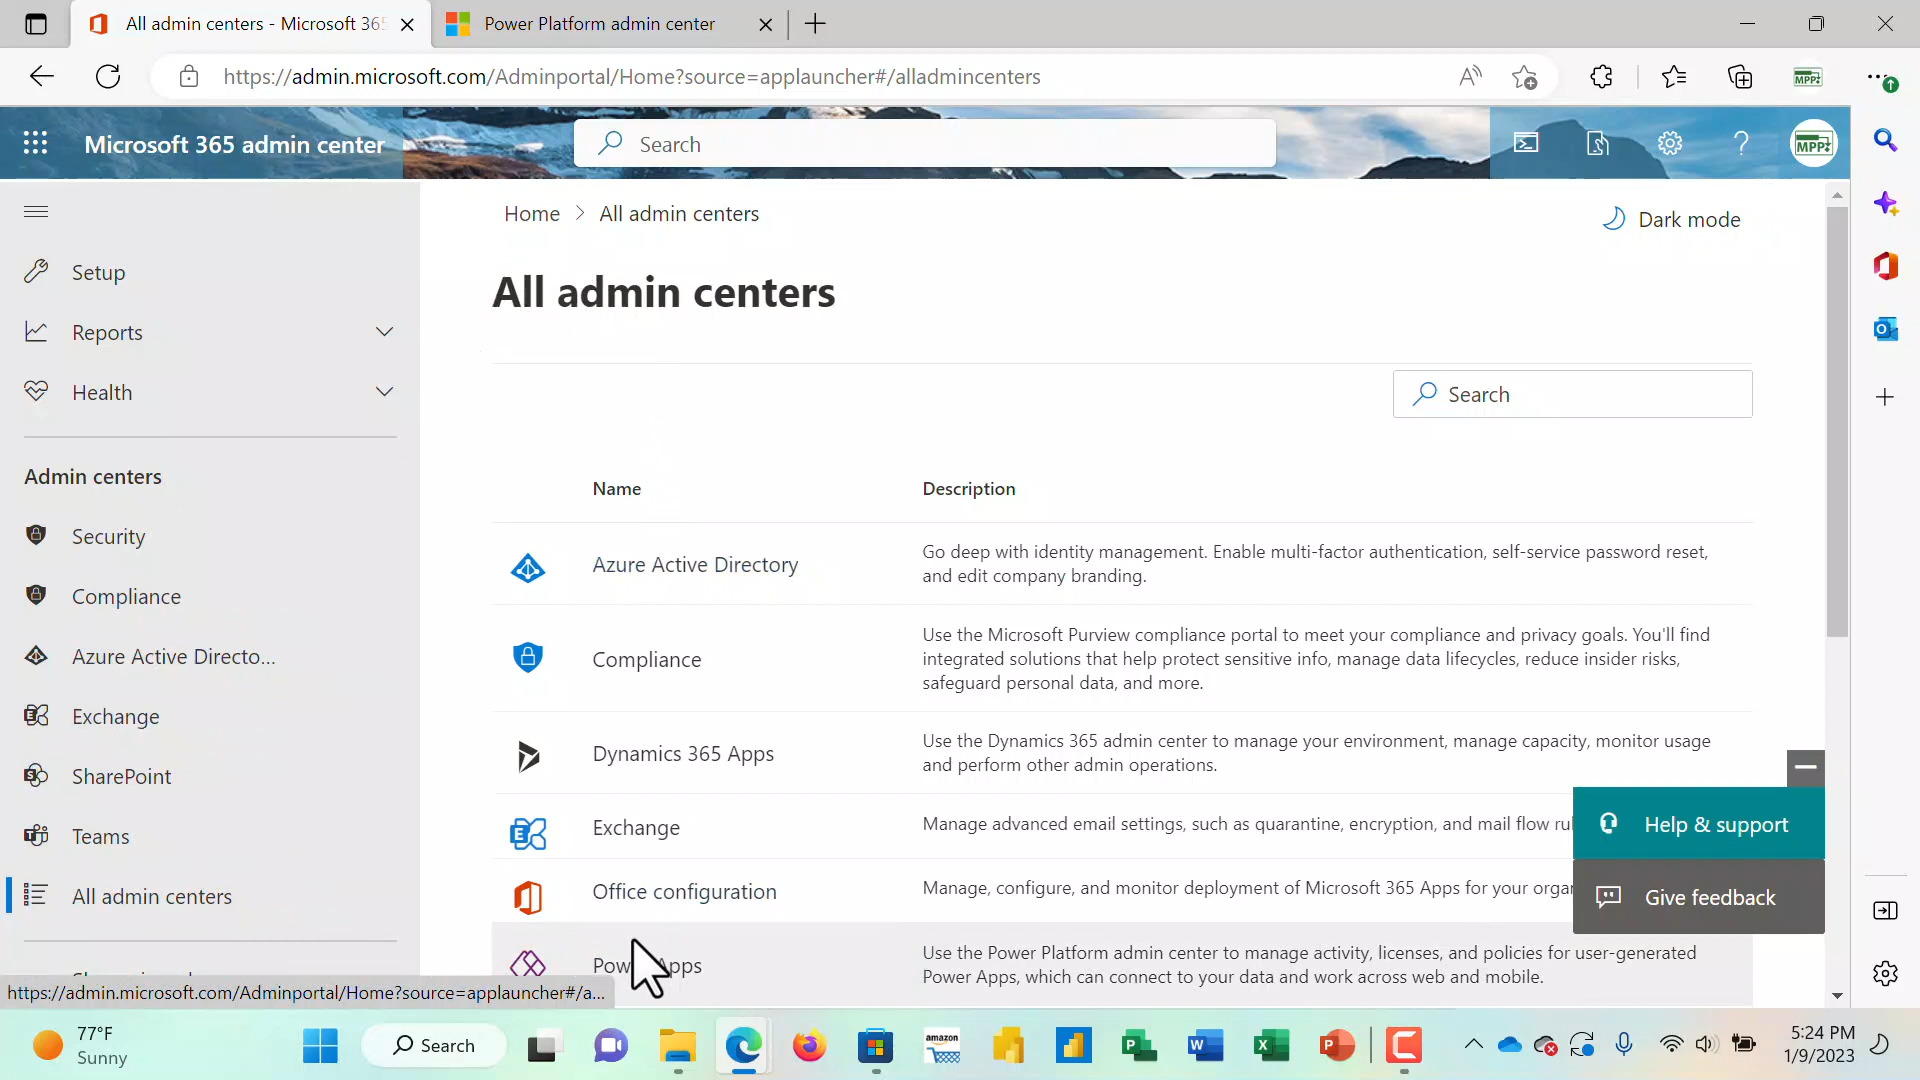 All admin centers - Microsoft 365
Power Platform admin center
https://admin.microsoft.com/Adminportal/Home?source=applauncher#/alladmincenters
MPP
Microsoft 365 admin center
Search
MPP
Home > All admin centers
Dark mode
All admin centers
Search
Setup
Reports
Health
Admin centers
Security
Compliance
Azure Active Directo...
Exchange
SharePoint
Teams
All admin centers
Name
Description
Azure Active Directory
Go deep with identity management. Enable multi-factor authentication, self-service password reset,
and edit company branding.
Compliance
Use the Microsoft Purview compliance portal to meet your compliance and privacy goals. You'll find
integrated solutions that help protect sensitive info, manage data lifecycles, reduce insider risks,
safeguard personal data, and more.
Dynamics 365 Apps
Use the Dynamics 365 admin center to manage your environment, manage capacity, monitor usage
and perform other admin operations.
Exchange
Manage advanced email settings, such as quarantine, encryption, and mail flow ru
Office configuration
Manage, configure, and monitor deployment of Microsoft 365 Apps for your orga
Pow Apps
Use the Power Platform admin center to manage activity, licenses, and policies for user-generated
Power Apps, which can connect to your data and work across web and mobile.
Help & support
Give feedback
https://admin.microsoft.com/Adminportal/Home?source=applauncher#/a...
77°F
Sunny
Search
amazon
5:24 PM
1/9/2023